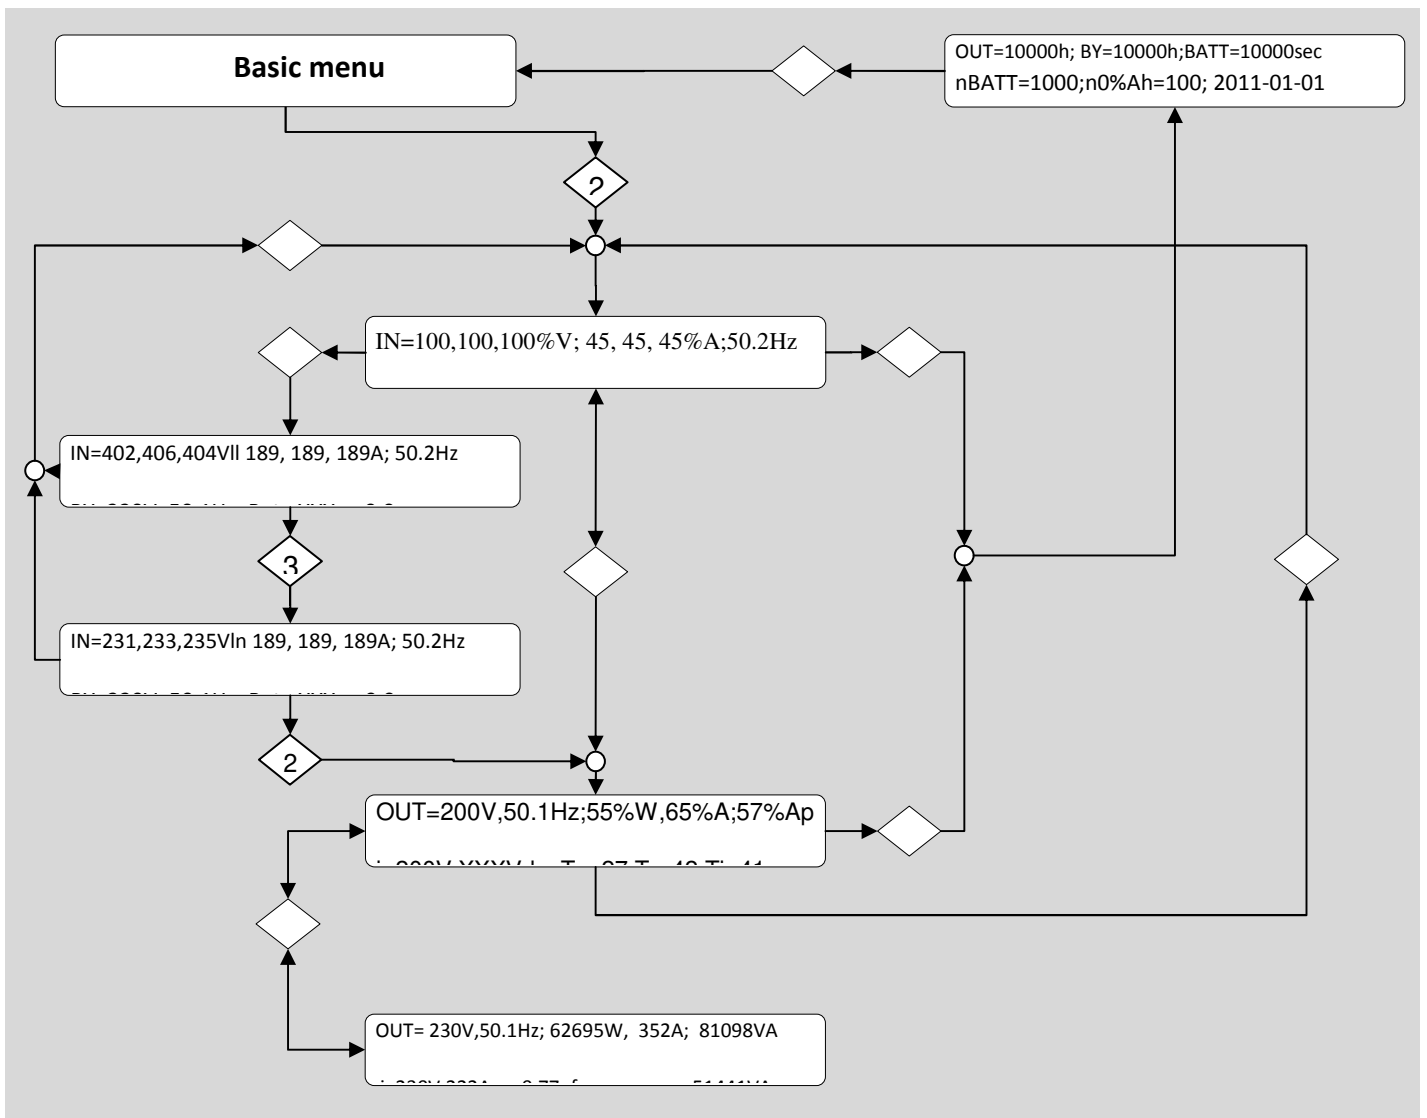 Basic menu
OUT=10000h; BY=10000h;BATT=10000sec
nBATT=1000;n0%Ah=100; 2011-01-01
2
IN=100,100,100%V; 45, 45, 45%A;50.2Hz
IN=402,406,404Vll 189, 189, 189A; 50.2Hz
3
IN=231,233,235Vln 189, 189, 189A; 50.2Hz
2
OUT=200V,50.1Hz;55%W,65%A;57%Ap
OUT= 230V,50.1Hz; 62695W, 352A; 81098VA